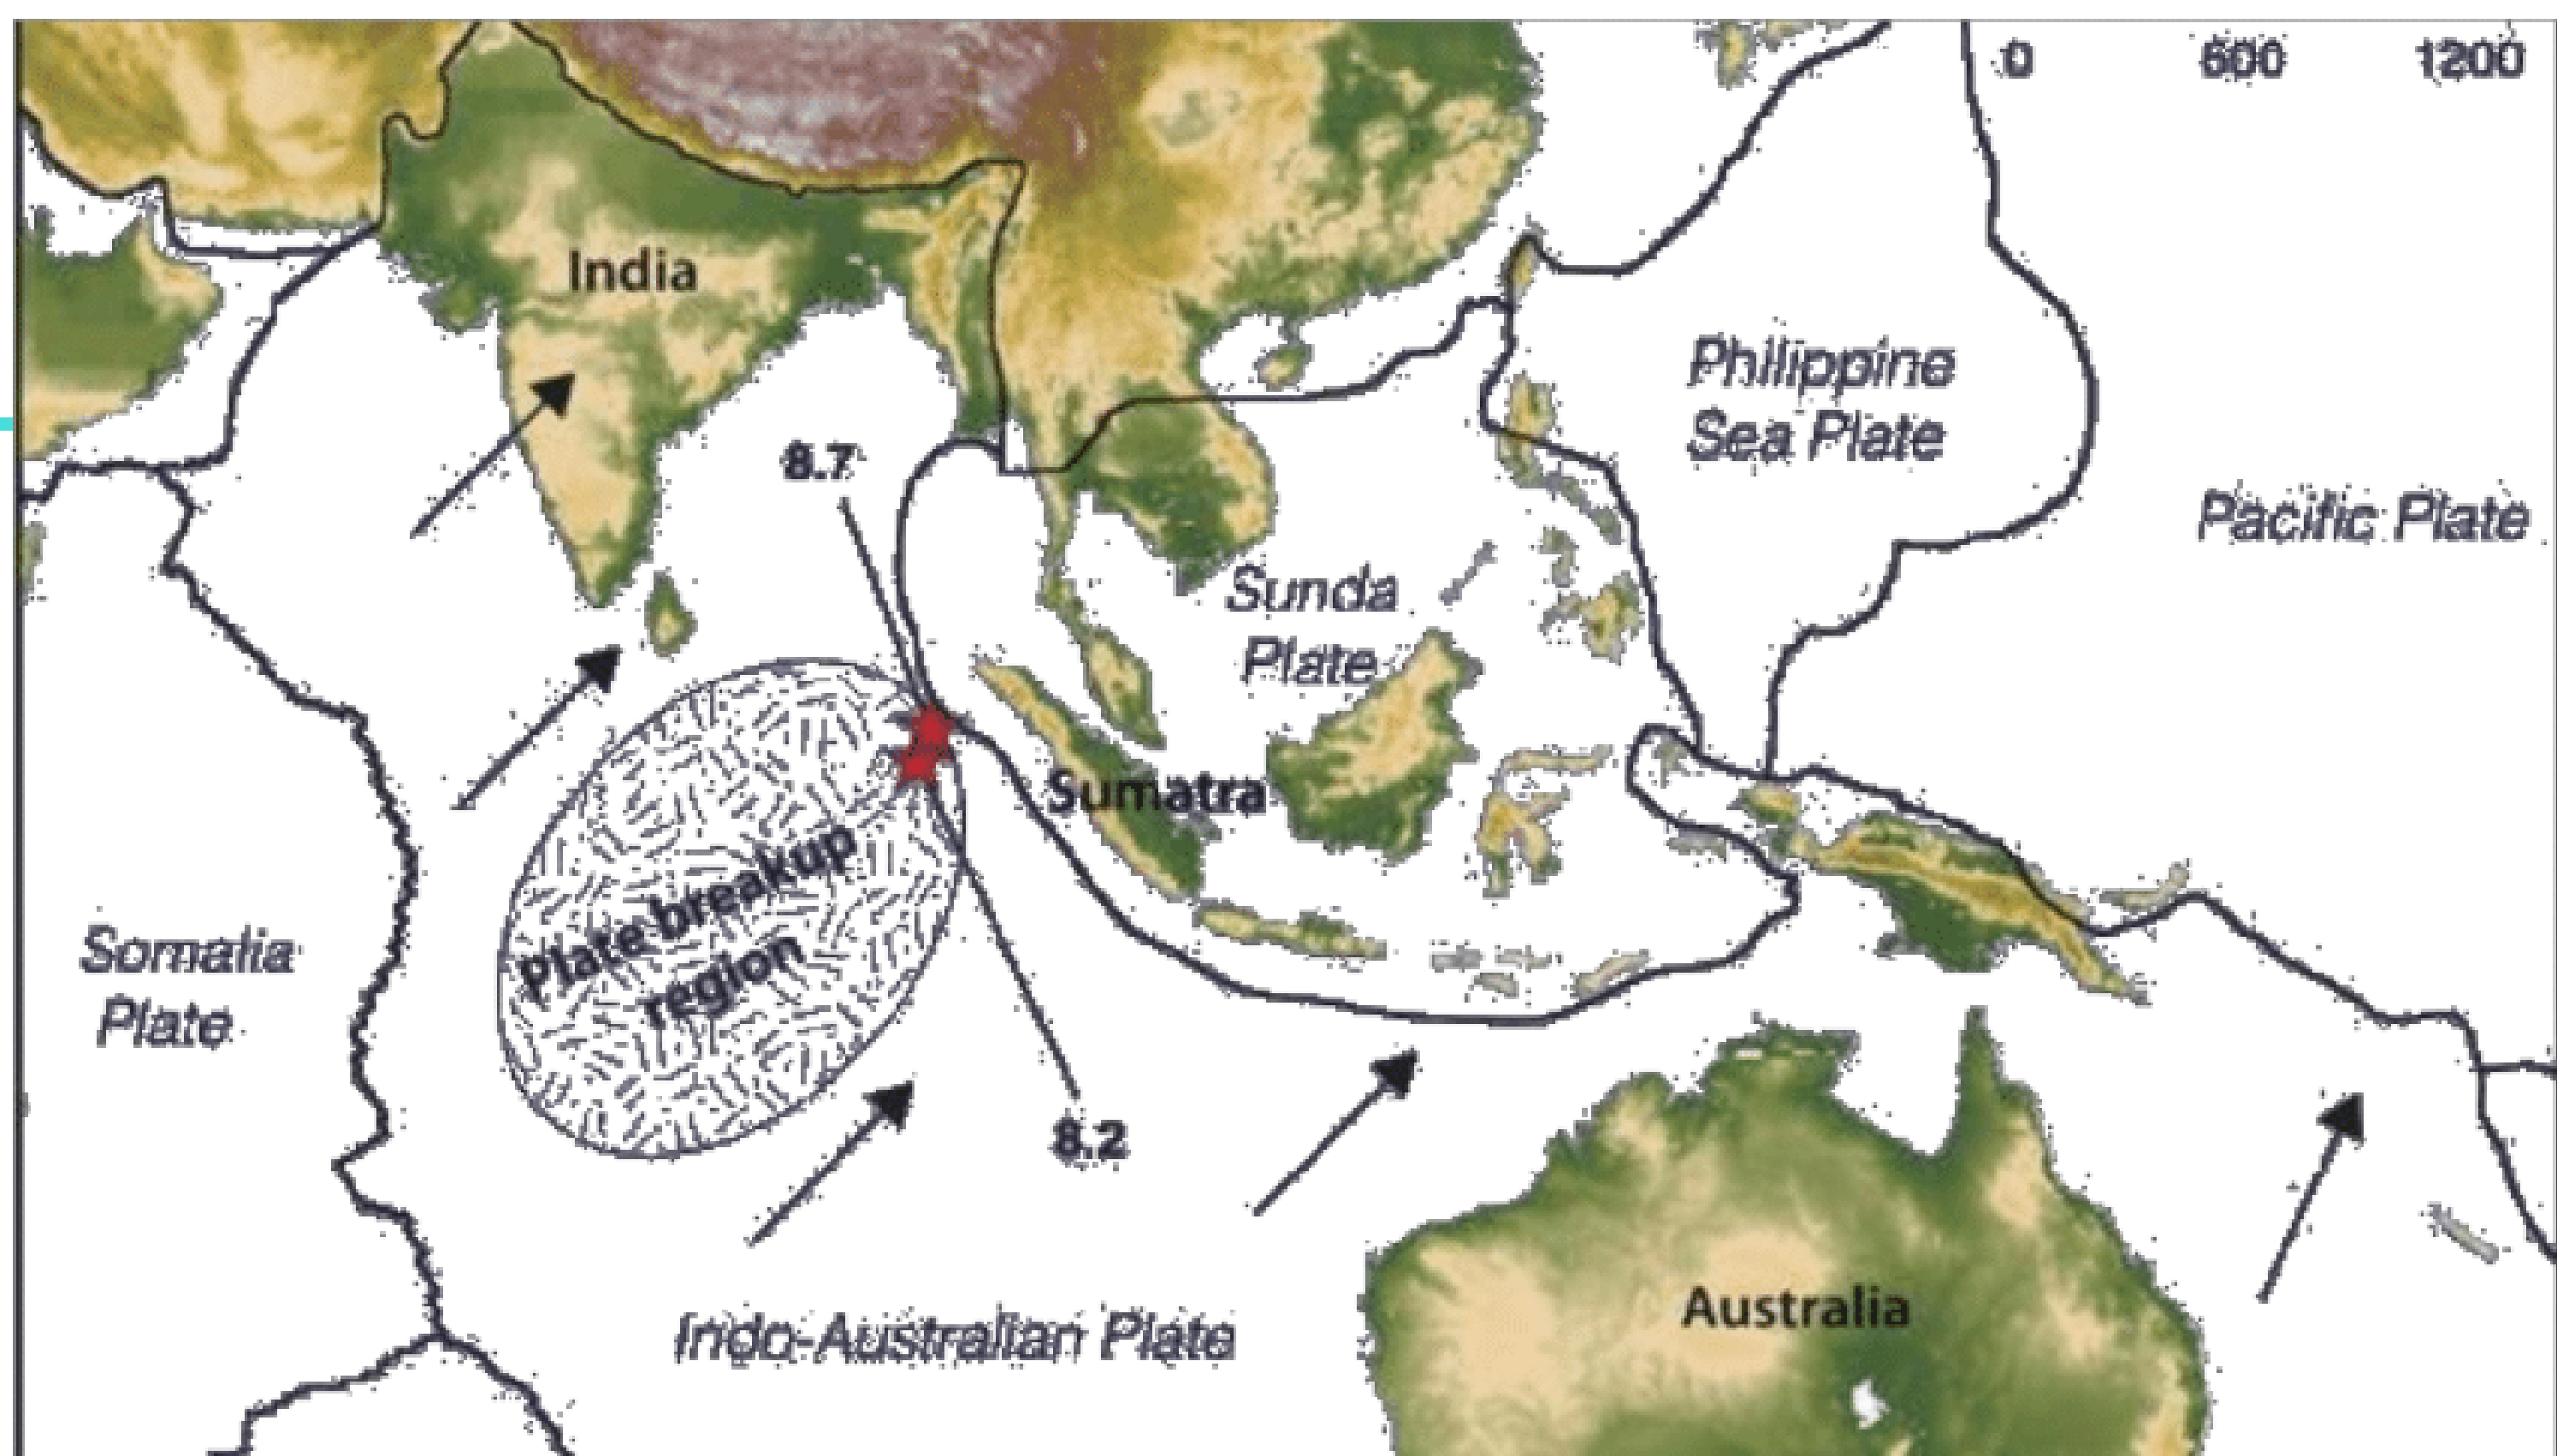 0 600 1200
India
Philippine
Sea Plate
8.7
Pacific Plate
Sunda
Plate
Sumatra
Plate breakup
region
Somalia
Plate
8.2
Australia
Indo-Australian Plate